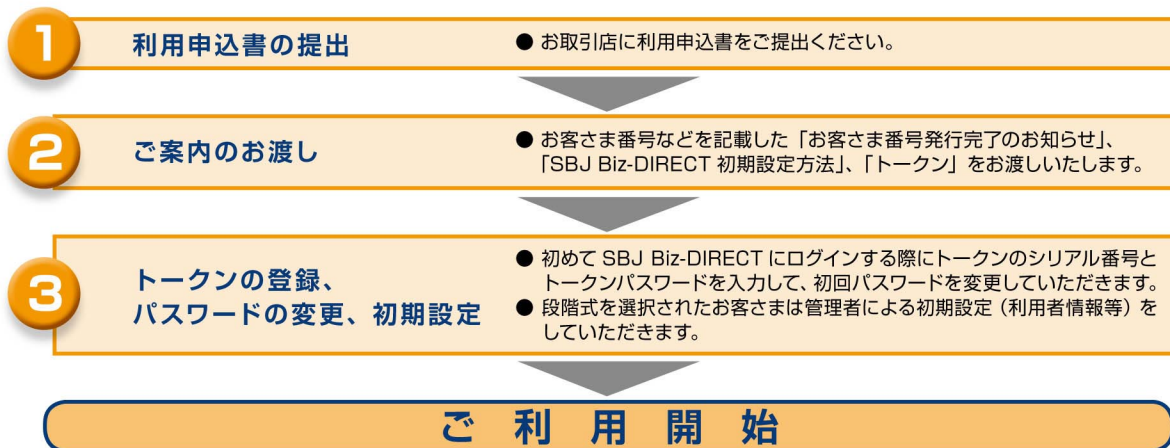 1
利用申込書の提出
● お取引店に利用申込書をご提出ください。
2
ご案内のお渡し
● お客さま番号などを記載した「お客さま番号発行完了のお知らせ」、
「SBJ Biz-DIRECT 初期設定方法」、「トークン」をお渡しいたします。
3
トークンの登録、
パスワードの変更、初期設定
● 初めて SBJ Biz-DIRECT にログインする際にトークンのシリアル番号と
トークンパスワードを入力して、初回パスワードを変更していただきます。
● 段階式を選択されたお客さまは管理者による初期設定（利用者情報等）を
していただきます。
ご利用開始